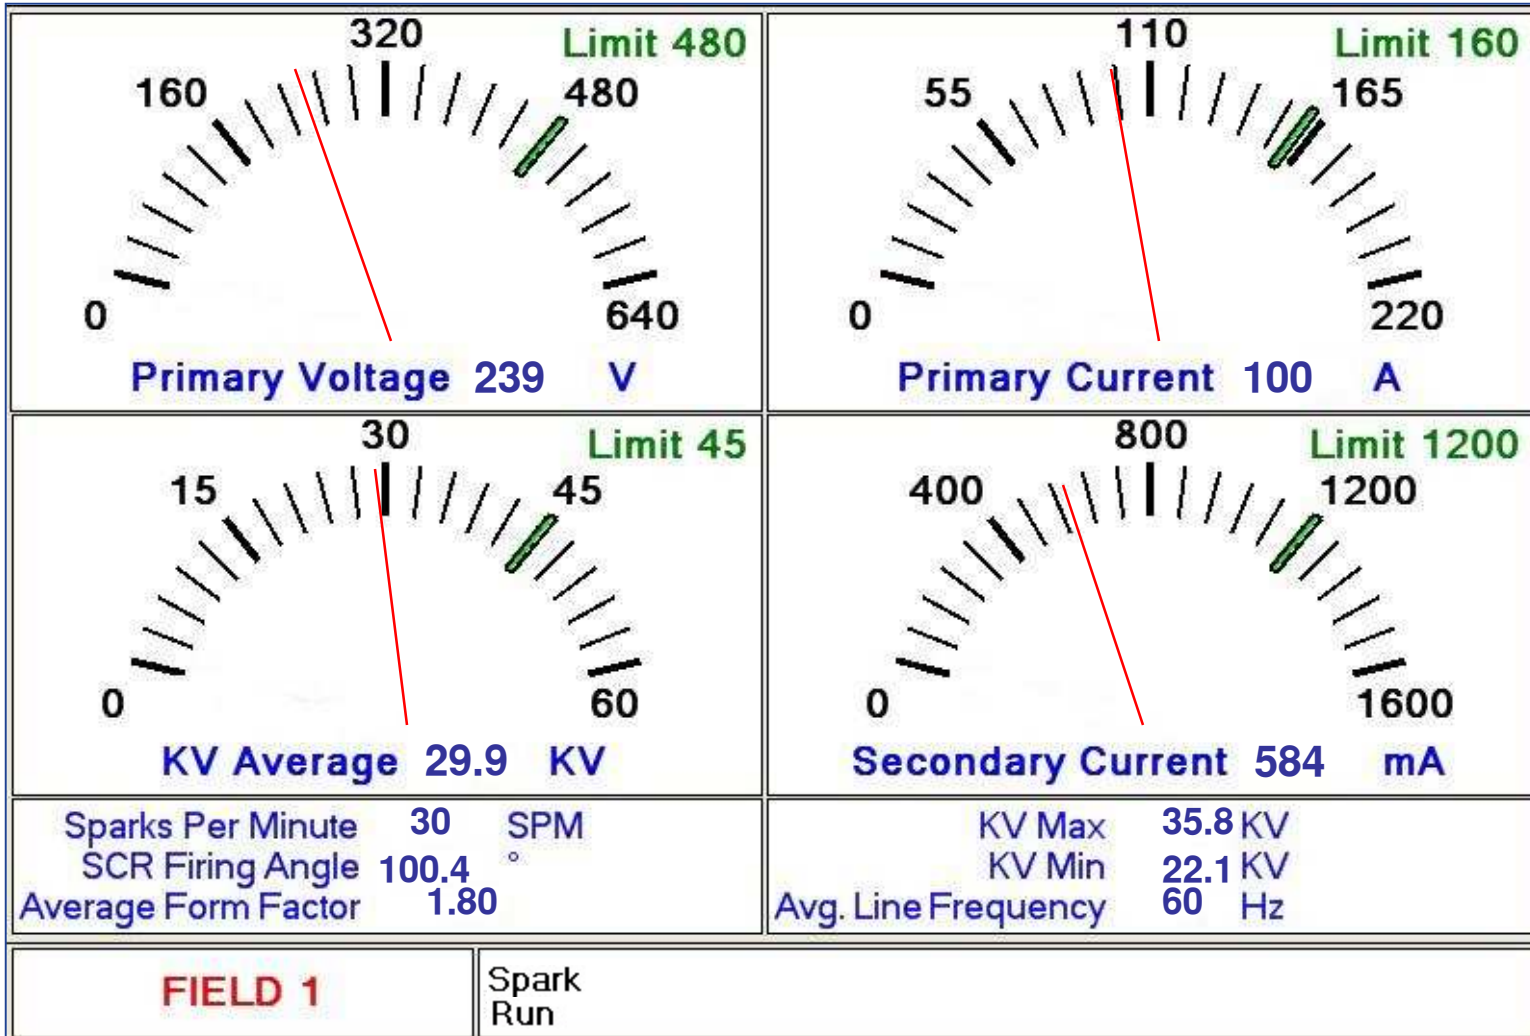 320
Limit 480
160
480
0
640
Primary Voltage 239 V
110
Limit 160
55
165
0
220
Primary Current 100 A
30
Limit 45
15
45
0
60
KV Average 29.9 KV
800
Limit 1200
400
1200
0
1600
Secondary Current 584 mA
Sparks Per Minute 30 SPM
SCR Firing Angle 100.4 °
Average Form Factor 1.80
KV Max 35.8 KV
KV Min 22.1 KV
Avg. Line Frequency 60 Hz
FIELD 1
Spark
Run